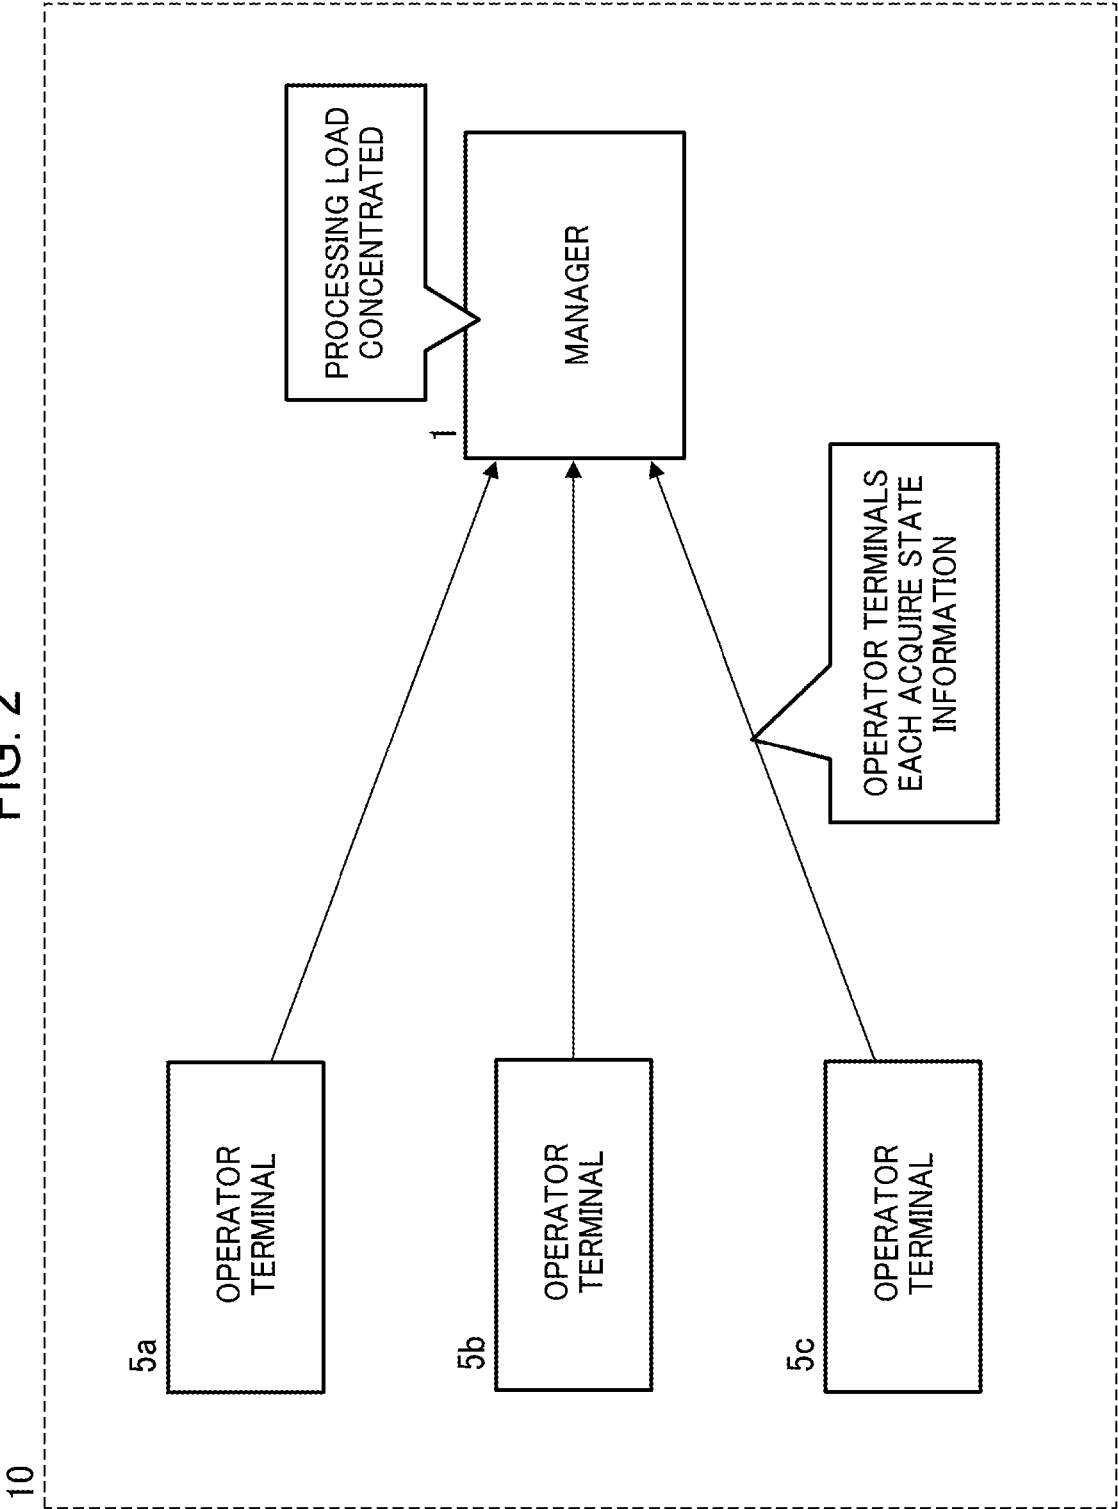 FIG. 2
10
PROCESSING LOAD
CONCENTRATED
1
MANAGER
5a
OPERATOR
TERMINAL
5b
OPERATOR
TERMINAL
5c
OPERATOR
TERMINAL
OPERATOR TERMINALS
EACH ACQUIRE STATE
INFORMATION